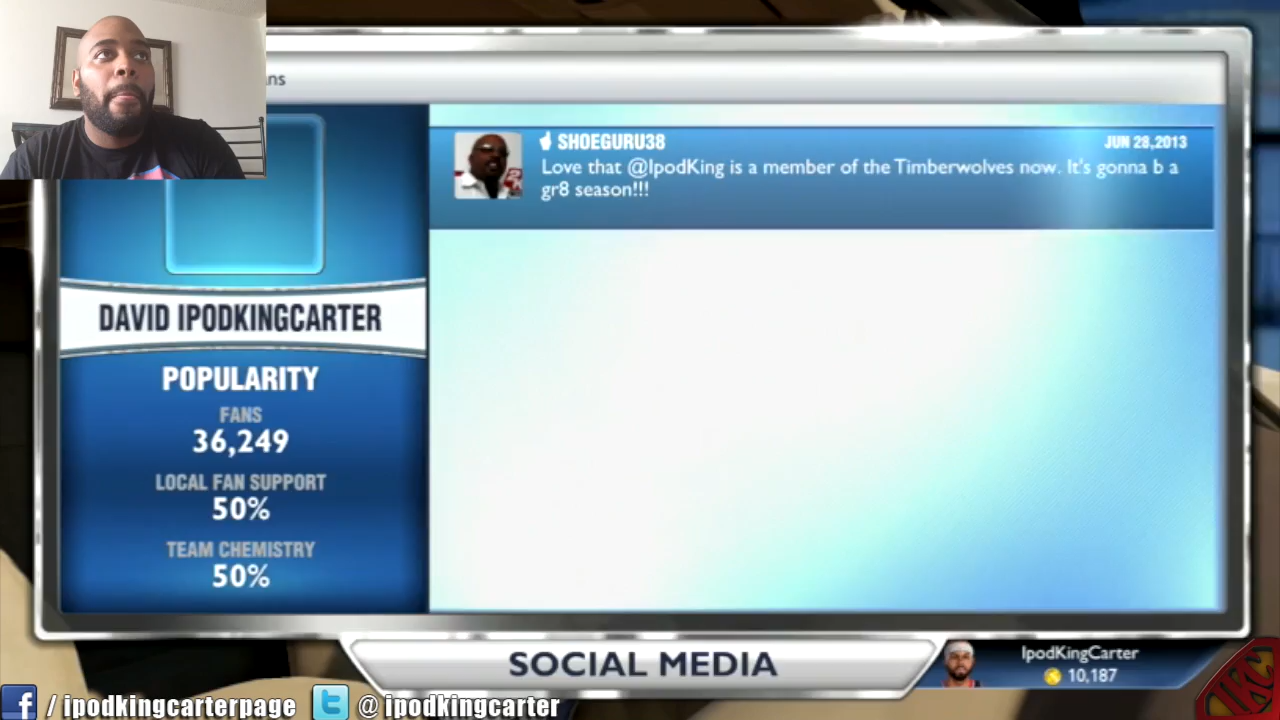 ns
SHOEGURU38
JUN 28,2013
Love that @IpodKing is a member of the Timberwolves now. It's gonna b a
gr8 season!!!
DAVID IPODKINGCARTER
POPULARITY
FANS
36,249
LOCAL FAN SUPPORT
50%
TEAM CHEMISTRY
50%
SOCIAL MEDIA
IpodKingCarter
10,187
f /ipodkingcarterpage
@ipodkingcarter
IKC